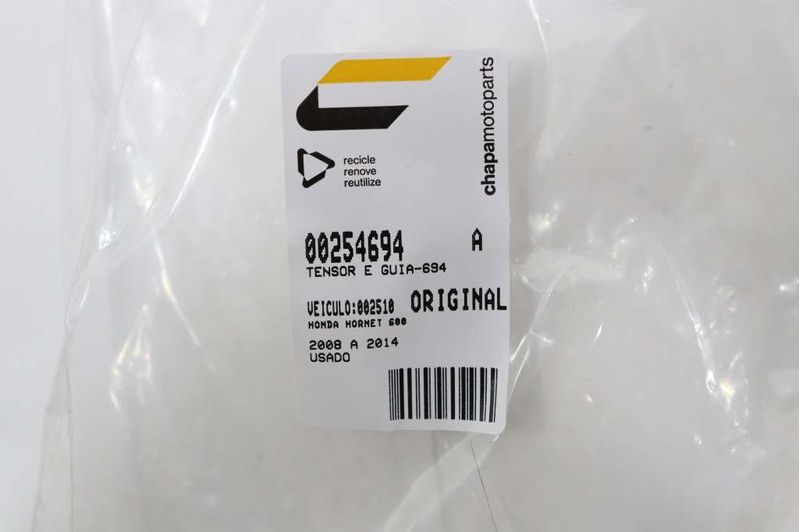 chapamotoparts
recicle
renove
reutilize
00254694 A
TENSOR E GUIA-694
VEICULO:002510 ORIGINAL
HONDA HORNET 600
2008 A 2014
USADO